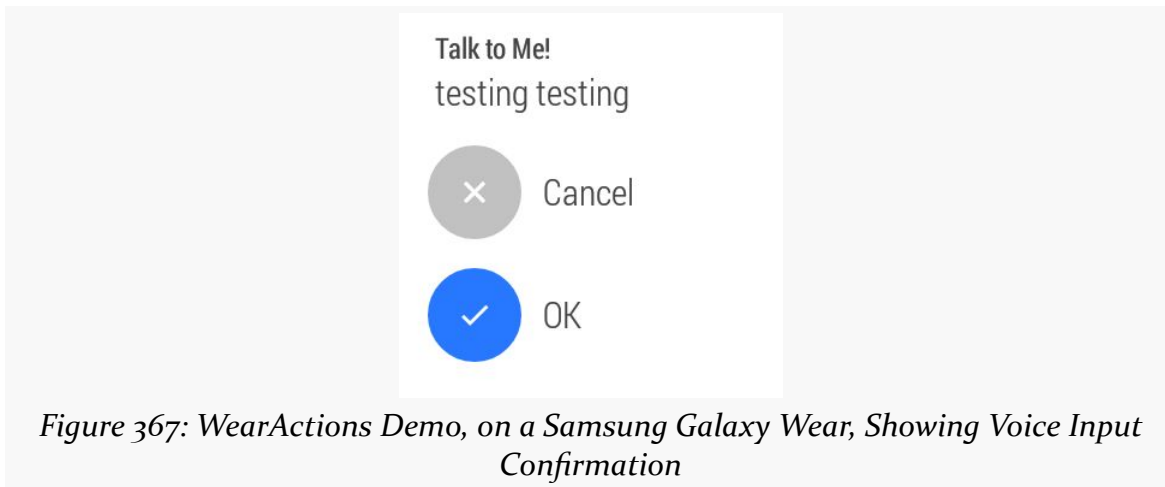 Talk to Me!
testing testing
Cancel
OK
Figure 367: WearActions Demo, on a Samsung Galaxy Wear, Showing Voice Input
Confirmation